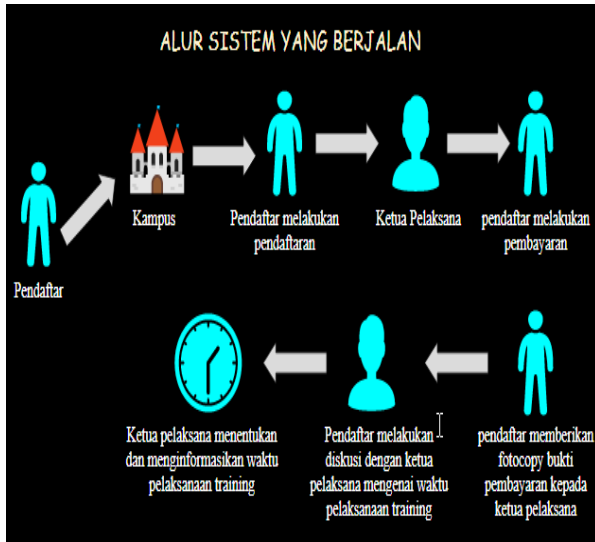 ALUR SISTEM YANG BERJALAN
Pendaftar
Kampus
Pendaftar melakukan
pendaftaran
Ketua Pelaksana
pendaftar melakukan
pembayaran
pendaftar memberikan
fotocopy bukti
pembayaran kepada
ketua pelaksana
Pendaftar melakukan
diskusi dengan ketua
pelaksana mengenai waktu
pelaksanaan training
Ketua pelaksana menentukan
dan menginformasikan waktu
pelaksanaan training